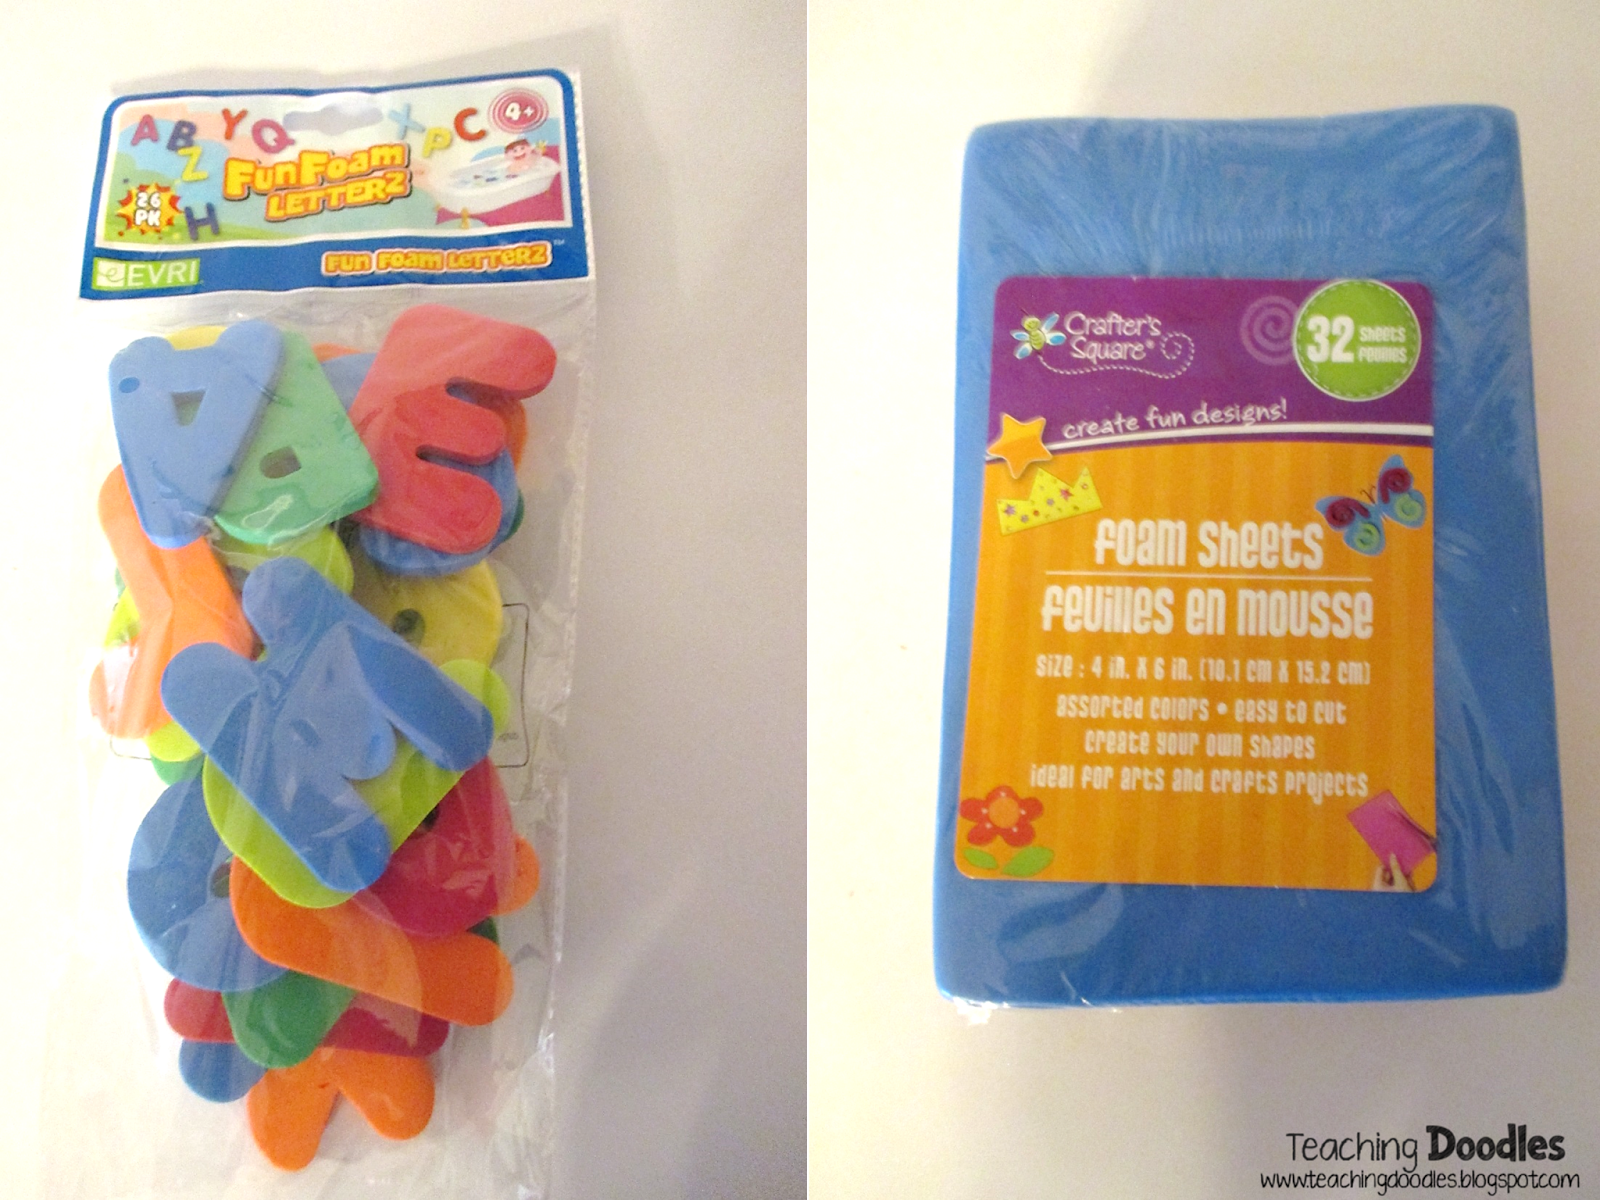 A B Y Q X P C 4+
Z
FunFoam
LETTERZ
26
PK
H
eEVRI
FUN FOAM LETTERZ™
Crafter's
Square®
32 sheets
feuilles
create fun designs!
foam sheets
feuilles en mousse
size : 4 in. x 6 in. (10.1 cm x 15.2 cm)
assorted colors • easy to cut
create your own shapes
ideal for arts and crafts projects
Teaching Doodles
www.teachingdoodles.blogspot.com